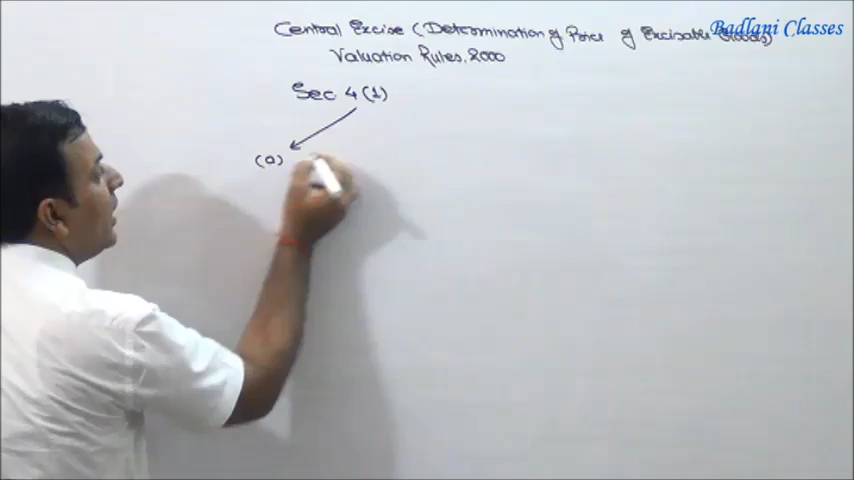 Badlani Classes
Central Excise (Determination of Price of Excisable Goods)
Valuation Rules, 2000
Sec 4(1)
(a)